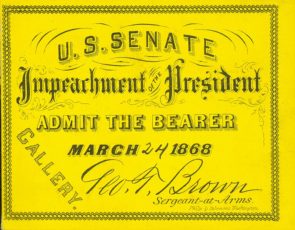 U.S. SENATE
Impeachment OF THE President
ADMIT THE BEARER
MARCH 24 1868
GALLERY.
Geo. T. Brown
Sergeant-at-Arms